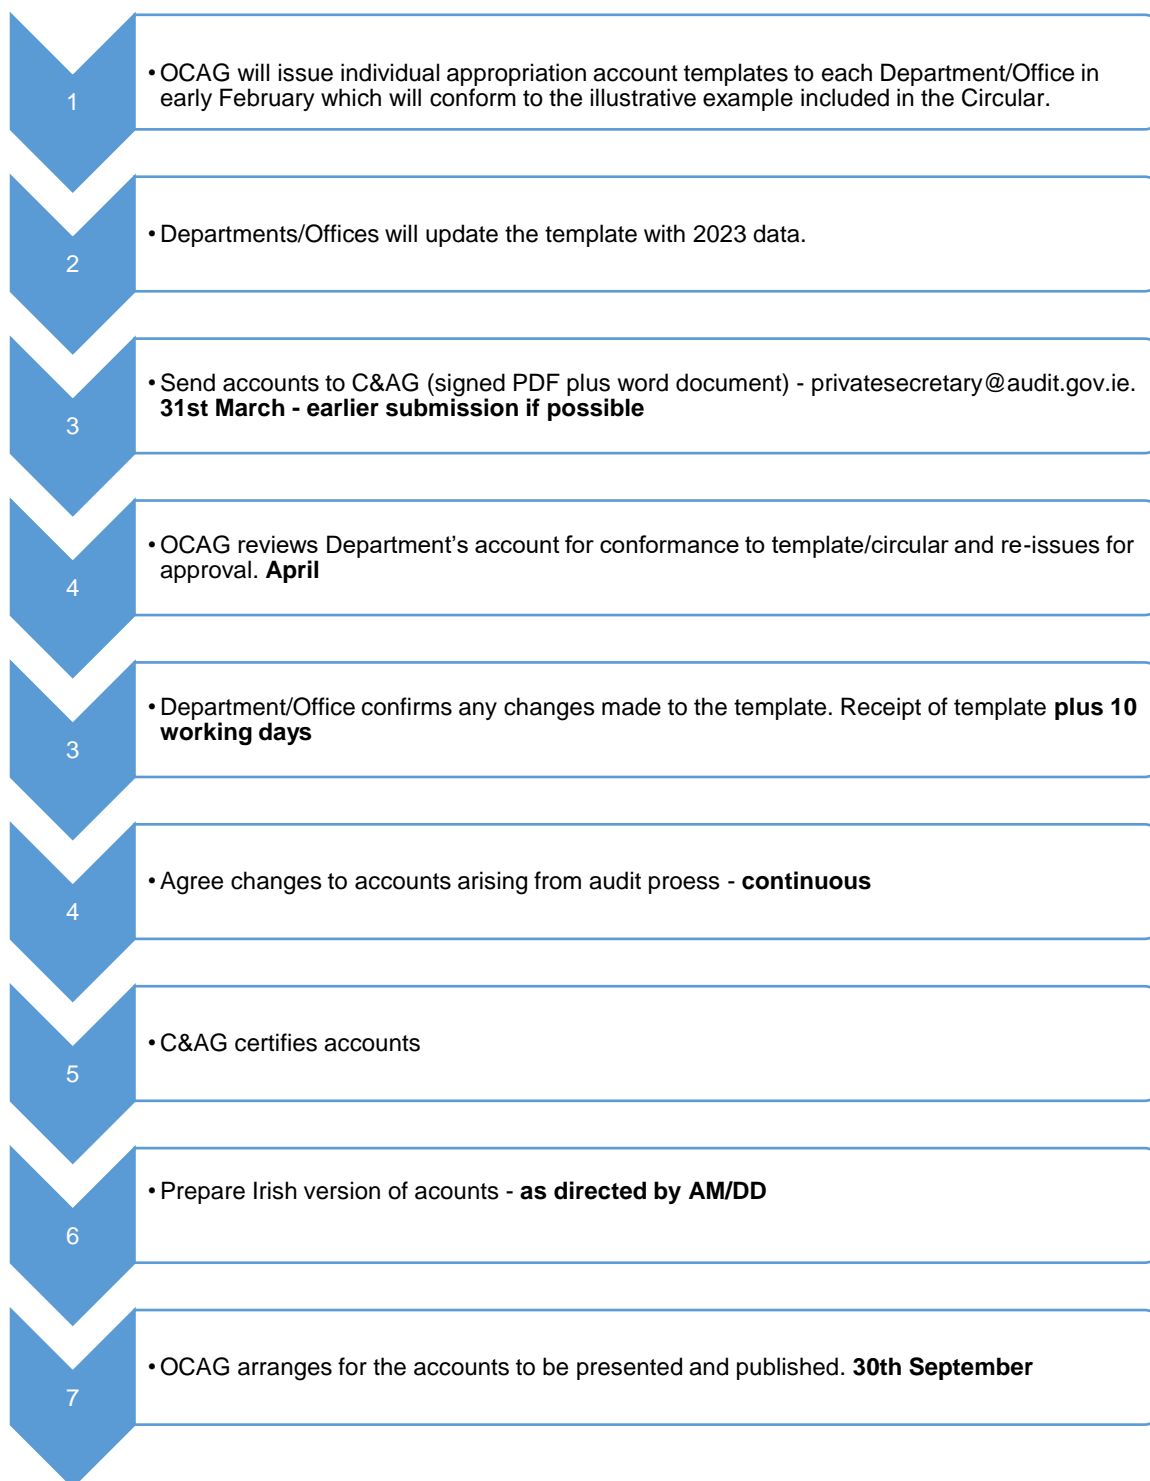 1
• OCAG will issue individual appropriation account templates to each Department/Office in
early February which will conform to the illustrative example included in the Circular.
2
• Departments/Offices will update the template with 2023 data.
3
• Send accounts to C&AG (signed PDF plus word document) - privatesecretary@audit.gov.ie.
31st March - earlier submission if possible
4
• OCAG reviews Department’s account for conformance to template/circular and re-issues for
approval. April
3
• Department/Office confirms any changes made to the template. Receipt of template plus 10
working days
4
• Agree changes to accounts arising from audit proess - continuous
5
• C&AG certifies accounts
6
• Prepare Irish version of acounts - as directed by AM/DD
7
• OCAG arranges for the accounts to be presented and published. 30th September